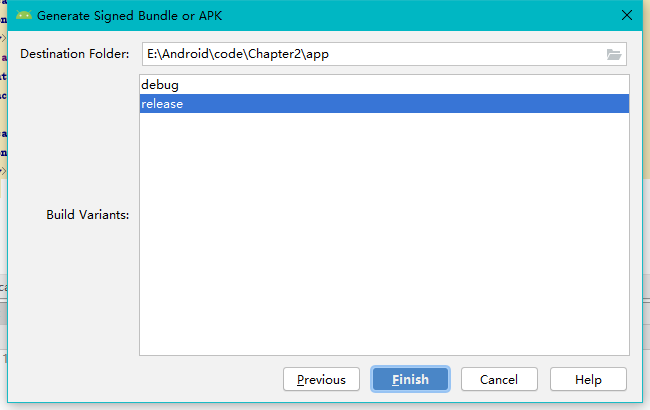 Generate Signed Bundle or APK
Destination Folder: E:\Android\code\Chapter2\app
debug
release
Build Variants:
Previous Finish Cancel Help